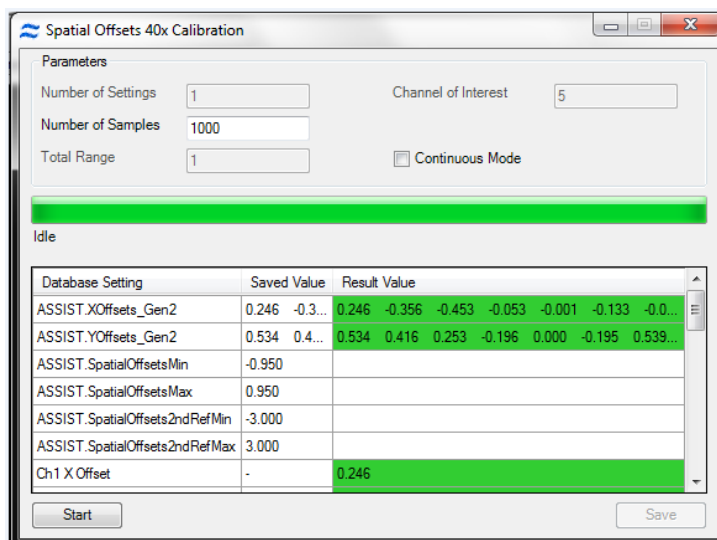 Spatial Offsets 40x Calibration
Parameters
Number of Settings 1 Channel of Interest 5
Number of Samples 1000
Total Range 1 Continuous Mode
Idle
Database Setting Saved Value Result Value
ASSIST.XOffsets_Gen2 0.246 -0.3... 0.246 -0.356 -0.453 -0.053 -0.001 -0.133 -0.0...
ASSIST.YOffsets_Gen2 0.534 0.4... 0.534 0.416 0.253 -0.196 0.000 -0.195 0.539...
ASSIST.SpatialOffsetsMin -0.950
ASSIST.SpatialOffsetsMax 0.950
ASSIST.SpatialOffsets2ndRefMin -3.000
ASSIST.SpatialOffsets2ndRefMax 3.000
Ch1 X Offset - 0.246
Start Save